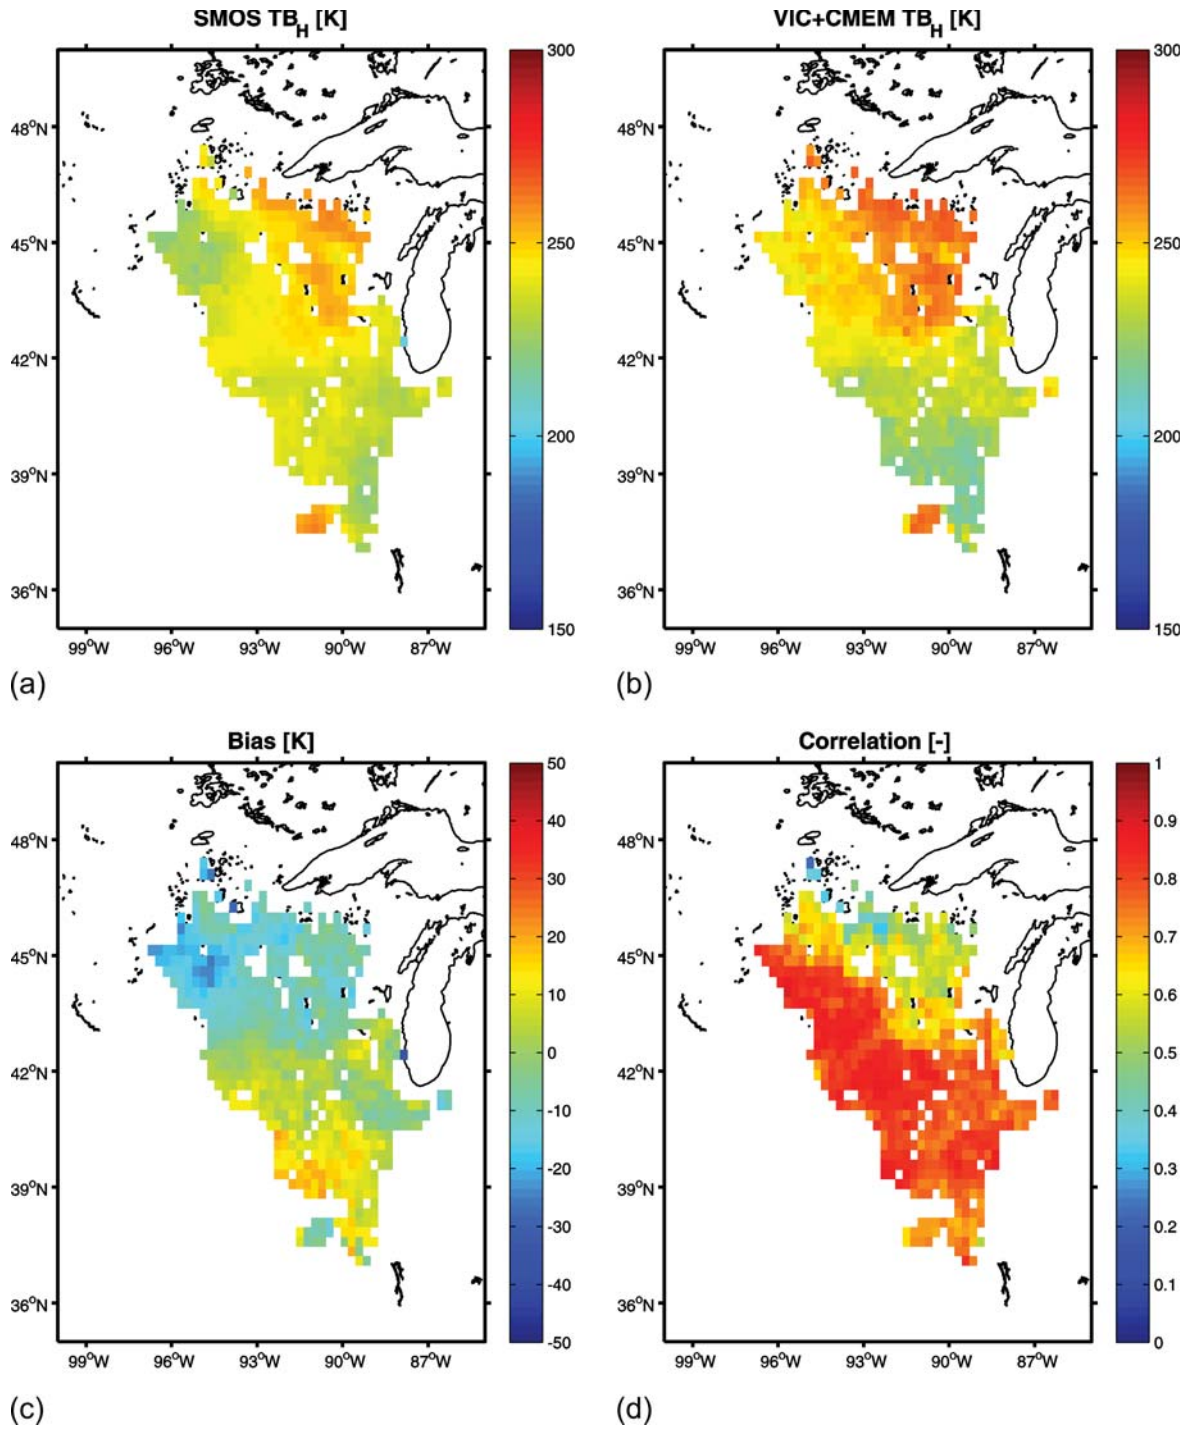 SMOS TB_H [K]
VIC+CMEM TB_H [K]
300
250
200
150
48°N
45°N
42°N
39°N
36°N
99°W
96°W
93°W
90°W
87°W
300
250
200
150
48°N
45°N
42°N
39°N
36°N
99°W
96°W
93°W
90°W
87°W
(a)
(b)
Bias [K]
Correlation [-]
50
40
30
20
10
0
-10
-20
-30
-40
-50
48°N
45°N
42°N
39°N
36°N
99°W
96°W
93°W
90°W
87°W
1
0.9
0.8
0.7
0.6
0.5
0.4
0.3
0.2
0.1
0
48°N
45°N
42°N
39°N
36°N
99°W
96°W
93°W
90°W
87°W
(c)
(d)